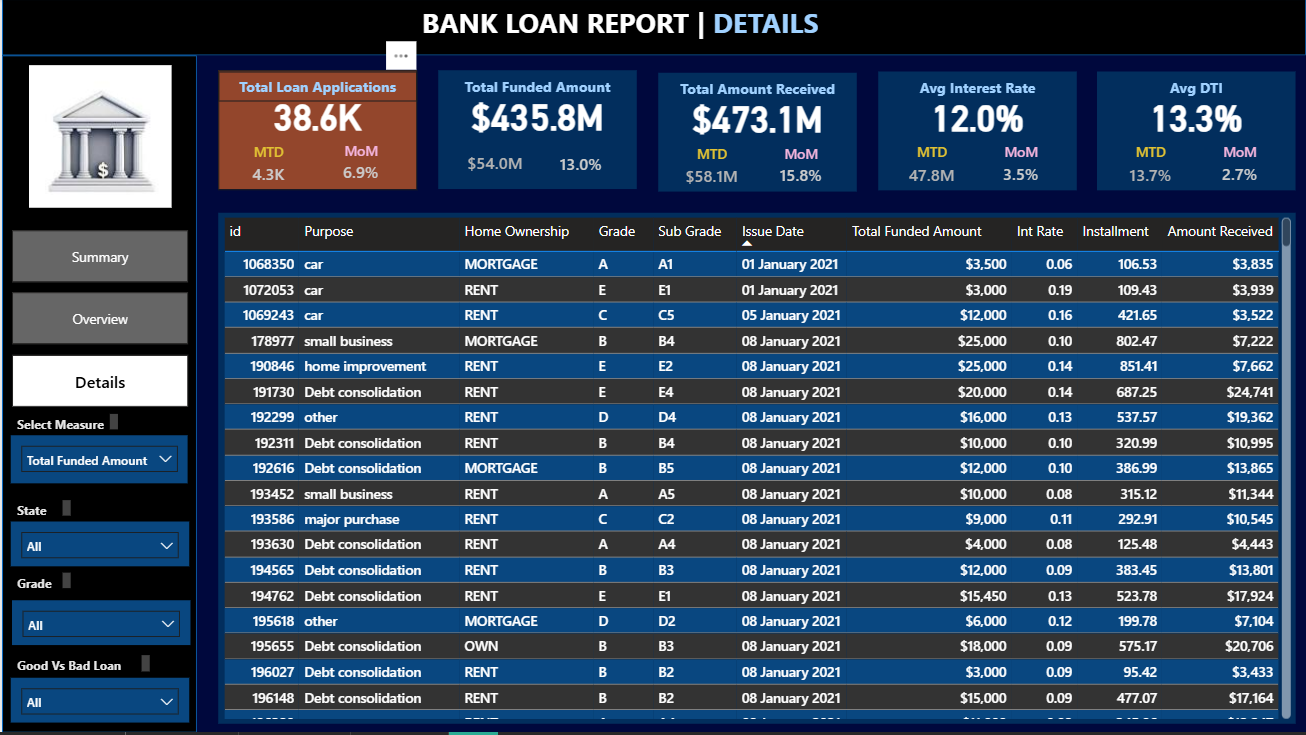 BANK LOAN REPORT | DETAILS
...
Total Loan Applications
38.6K
MTD MoM
4.3K 6.9%
Total Funded Amount
$435.8M
$54.0M 13.0%
Total Amount Received
$473.1M
MTD MoM
$58.1M 15.8%
Avg Interest Rate
12.0%
MTD MoM
47.8M 3.5%
Avg DTI
13.3%
MTD MoM
13.7% 2.7%
$
Summary
Overview
Details
Select Measure
Total Funded Amount
State
All
Grade
All
Good Vs Bad Loan
All
id Purpose Home Ownership Grade Sub Grade Issue Date Total Funded Amount Int Rate Installment Amount Received
1068350 car MORTGAGE A A1 01 January 2021 $3,500 0.06 106.53 $3,835
1072053 car RENT E E1 01 January 2021 $3,000 0.19 109.43 $3,939
1069243 car RENT C C5 05 January 2021 $12,000 0.16 421.65 $3,522
178977 small business MORTGAGE B B4 08 January 2021 $25,000 0.10 802.47 $7,222
190846 home improvement RENT E E2 08 January 2021 $25,000 0.14 851.41 $7,662
191730 Debt consolidation RENT E E4 08 January 2021 $20,000 0.14 687.25 $24,741
192299 other RENT D D4 08 January 2021 $16,000 0.13 537.57 $19,362
192311 Debt consolidation RENT B B4 08 January 2021 $10,000 0.10 320.99 $10,995
192616 Debt consolidation MORTGAGE B B5 08 January 2021 $12,000 0.10 386.99 $13,865
193452 small business RENT A A5 08 January 2021 $10,000 0.08 315.12 $11,344
193586 major purchase RENT C C2 08 January 2021 $9,000 0.11 292.91 $10,545
193630 Debt consolidation RENT A A4 08 January 2021 $4,000 0.08 125.48 $4,443
194565 Debt consolidation RENT B B3 08 January 2021 $12,000 0.09 383.45 $13,801
194762 Debt consolidation RENT E E1 08 January 2021 $15,450 0.13 523.78 $17,924
195618 other MORTGAGE D D2 08 January 2021 $6,000 0.12 199.78 $7,104
195655 Debt consolidation OWN B B3 08 January 2021 $18,000 0.09 575.17 $20,706
196027 Debt consolidation RENT B B2 08 January 2021 $3,000 0.09 95.42 $3,433
196148 Debt consolidation RENT B B2 08 January 2021 $15,000 0.09 477.07 $17,164